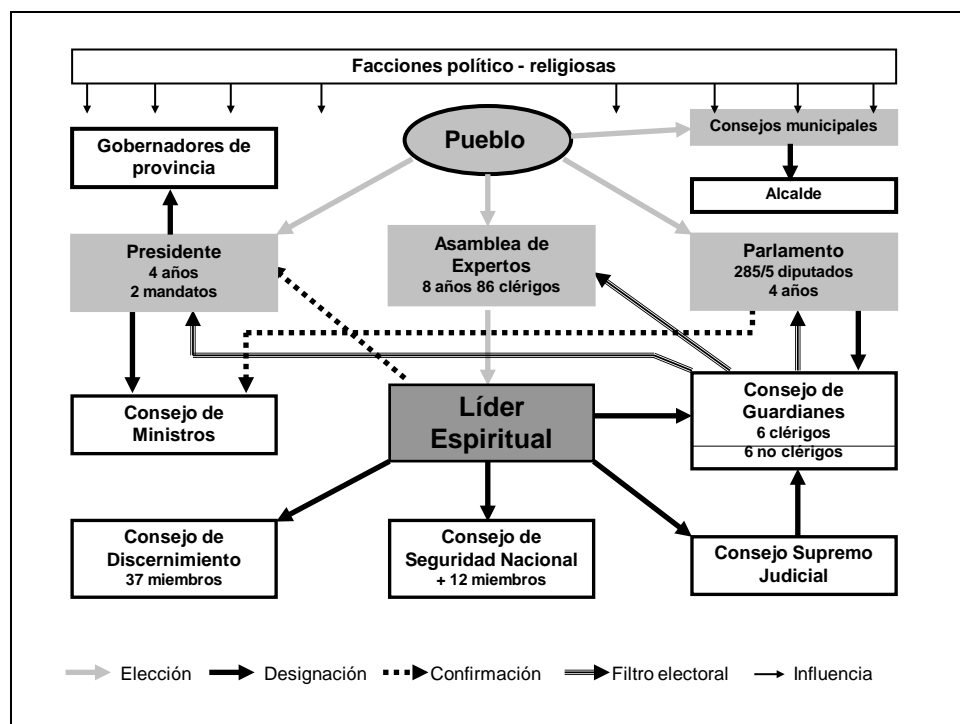 Facciones político - religiosas
Gobernadores de
provincia
Pueblo
Consejos municipales
Alcalde
Presidente
4 años
2 mandatos
Asamblea de
Expertos
8 años 86 clérigos
Parlamento
285/5 diputados
4 años
Consejo de
Ministros
Líder
Espiritual
Consejo de
Guardianes
6 clérigos
6 no clérigos
Consejo de
Discernimiento
37 miembros
Consejo de
Seguridad Nacional
+ 12 miembros
Consejo Supremo
Judicial
Elección Designación Confirmación Filtro electoral Influencia